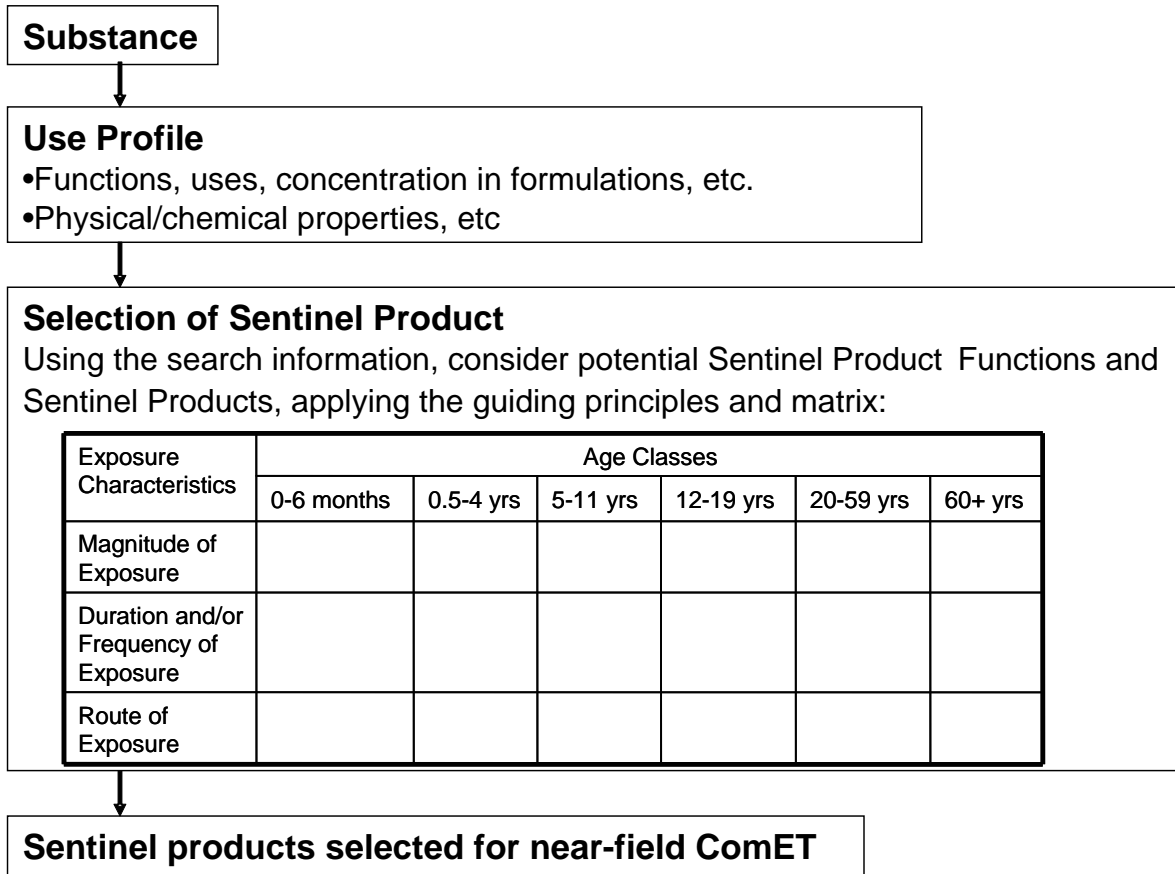 Substance
Use Profile
•Functions, uses, concentration in formulations, etc.
•Physical/chemical properties, etc
Selection of Sentinel Product
Using the search information, consider potential Sentinel Product Functions and
Sentinel Products, applying the guiding principles and matrix:
Exposure
Characteristics
Age Classes
0-6 months 0.5-4 yrs 5-11 yrs 12-19 yrs 20-59 yrs 60+ yrs
Magnitude of
Exposure
Duration and/or
Frequency of
Exposure
Route of
Exposure
Sentinel products selected for near-field ComET